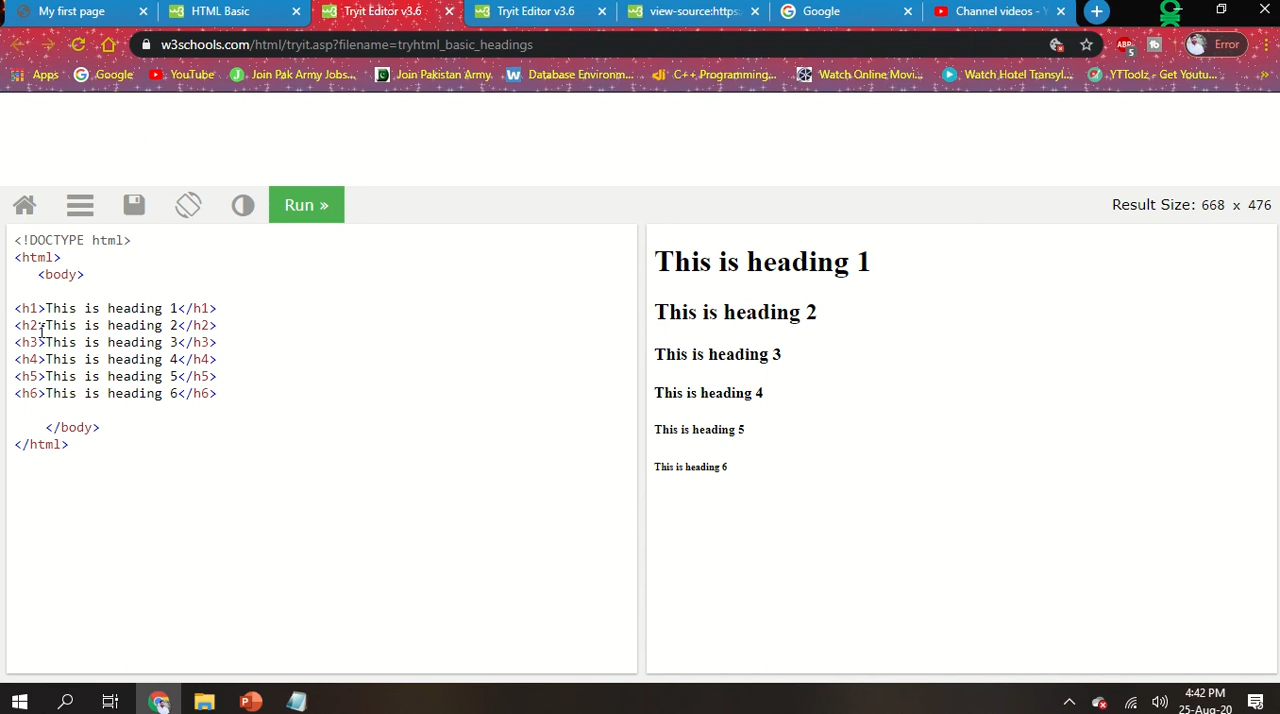 My first page
HTML Basic
Tryit Editor v3.6
Tryit Editor v3.6
view-source:https:
Google
Channel videos - Y
w3schools.com/html/tryit.asp?filename=tryhtml_basic_headings
ABP
5
tb
Error
Apps
Google
YouTube
Join Pak Army Jobs...
Join Pakistan Army.
Database Environm...
C++ Programming,...
Watch Online Movi...
Watch Hotel Transyl...
YTToolz - Get Youtu...
Run »
Result Size: 668 x 476
<!DOCTYPE html>
<html>
<body>
<h1>This is heading 1</h1>
<h2>This is heading 2</h2>
<h3>This is heading 3</h3>
<h4>This is heading 4</h4>
<h5>This is heading 5</h5>
<h6>This is heading 6</h6>
</body>
</html>
This is heading 1
This is heading 2
This is heading 3
This is heading 4
This is heading 5
This is heading 6
4:42 PM
25-Aug-20